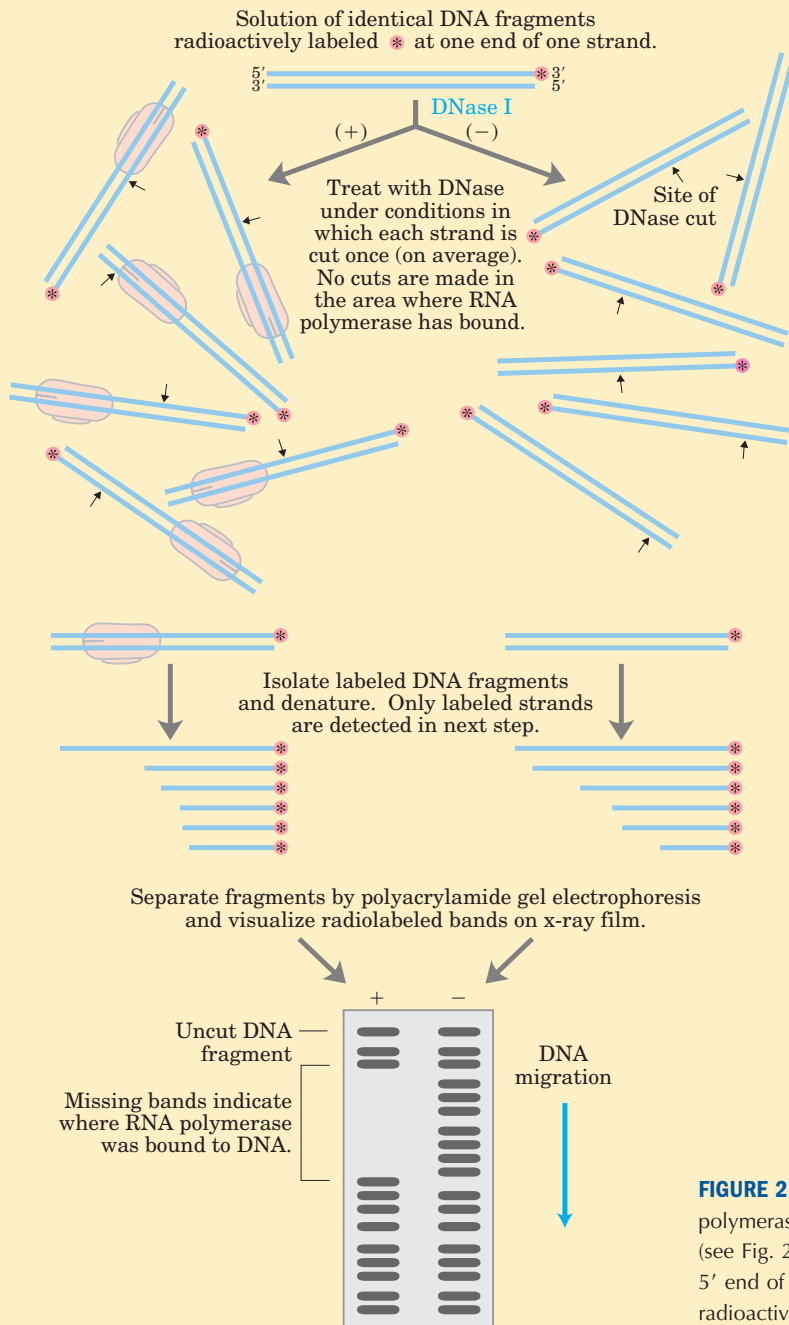 Solution of identical DNA fragments
radioactively labeled * at one end of one strand.
5′ 3′
3′ 5′
DNase I
(+) (−)
Treat with DNase
under conditions in
which each strand is
cut once (on average).
No cuts are made in
the area where RNA
polymerase has bound.
Site of
DNase cut
Isolate labeled DNA fragments
and denature. Only labeled strands
are detected in next step.
Separate fragments by polyacrylamide gel electrophoresis
and visualize radiolabeled bands on x-ray film.
+ −
Uncut DNA
fragment
Missing bands indicate
where RNA polymerase
was bound to DNA.
DNA
migration
FIGURE 2
polymeras
(see Fig. 2
5′ end of
radioactiv